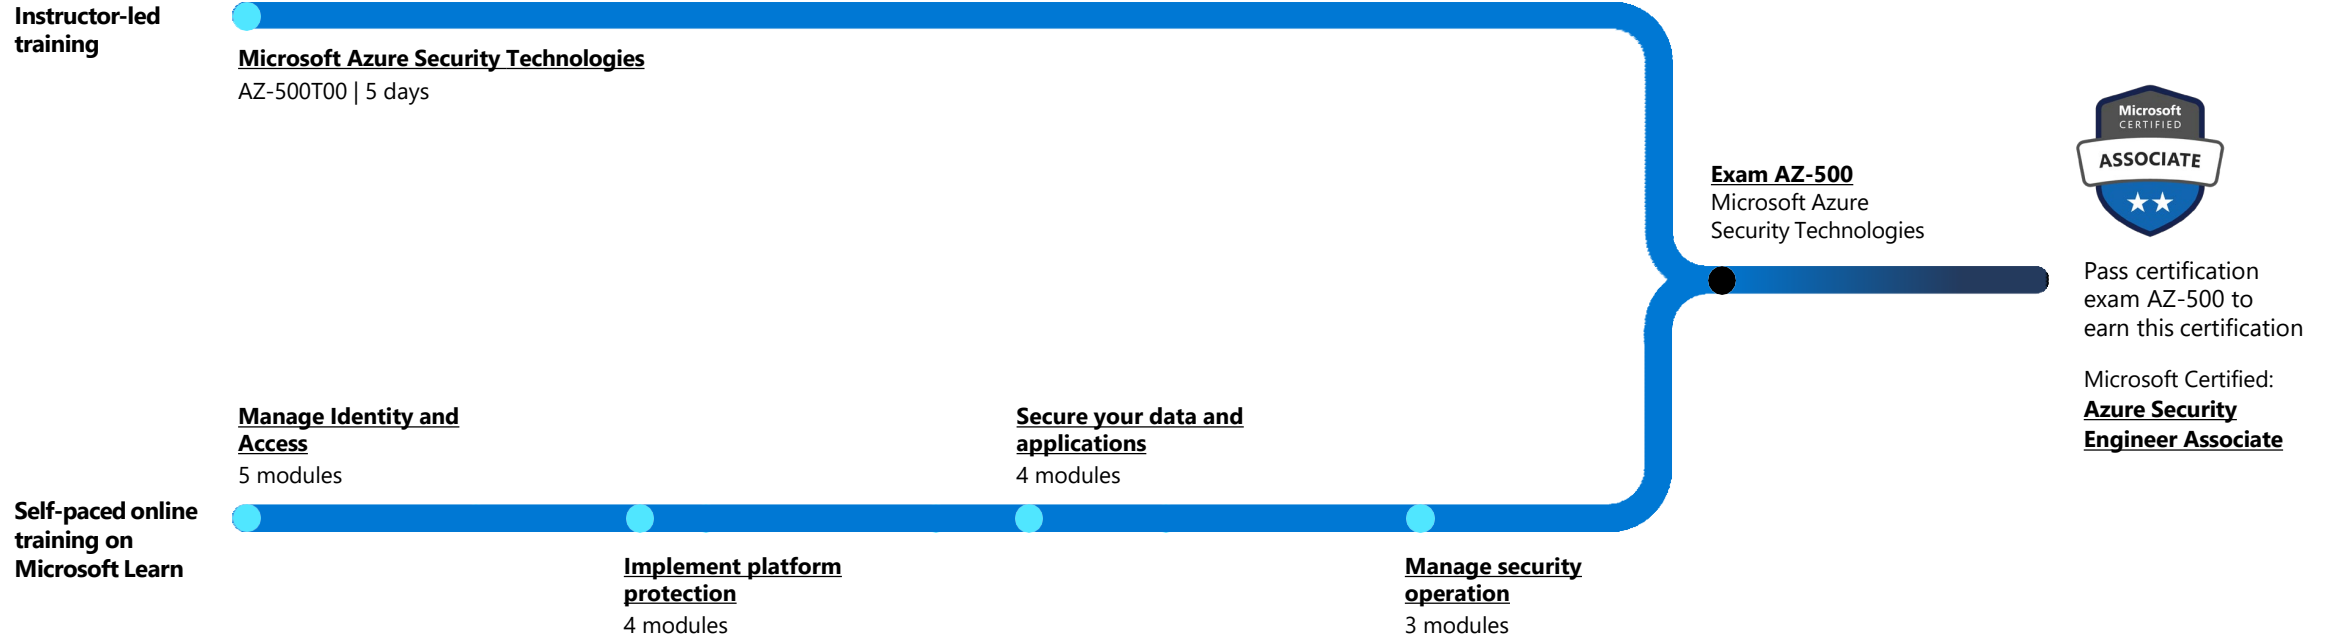 Instructor-led
training
Microsoft Azure Security Technologies
AZ-500T00 | 5 days
Exam AZ-500
Microsoft Azure
Security Technologies
Microsoft
CERTIFIED
ASSOCIATE
Pass certification
exam AZ-500 to
earn this certification
Microsoft Certified:
Azure Security
Engineer Associate
Self-paced online
training on
Microsoft Learn
Manage Identity and
Access
5 modules
Implement platform
protection
4 modules
Secure your data and
applications
4 modules
Manage security
operation
3 modules